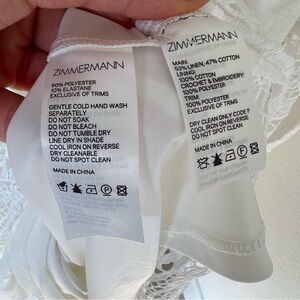 ZIMMERMANN
90% POLYESTER
10% ELASTANE
EXCLUSIVE OF TRIMS
GENTLE COLD HAND WASH
SEPARATELY
DO NOT SOAK
DO NOT BLEACH
DO NOT TUMBLE DRY
LINE DRY IN SHADE
COOL IRON ON REVERSE
DRY CLEANABLE
DO NOT SPOT CLEAN
MADE IN CHINA
ZIMMERMANN
MAIN:
53% LINEN, 47% COTTON
LINING:
100% COTTON
CROCHET & EMBROIDERY:
100% POLYESTER
TRIM:
100% POLYESTER
EXCLUSIVE OF TRIMS
DRY CLEAN ONLY CODE F
COOL IRON ON REVERSE
DO NOT SPOT CLEAN
MADE IN CHINA